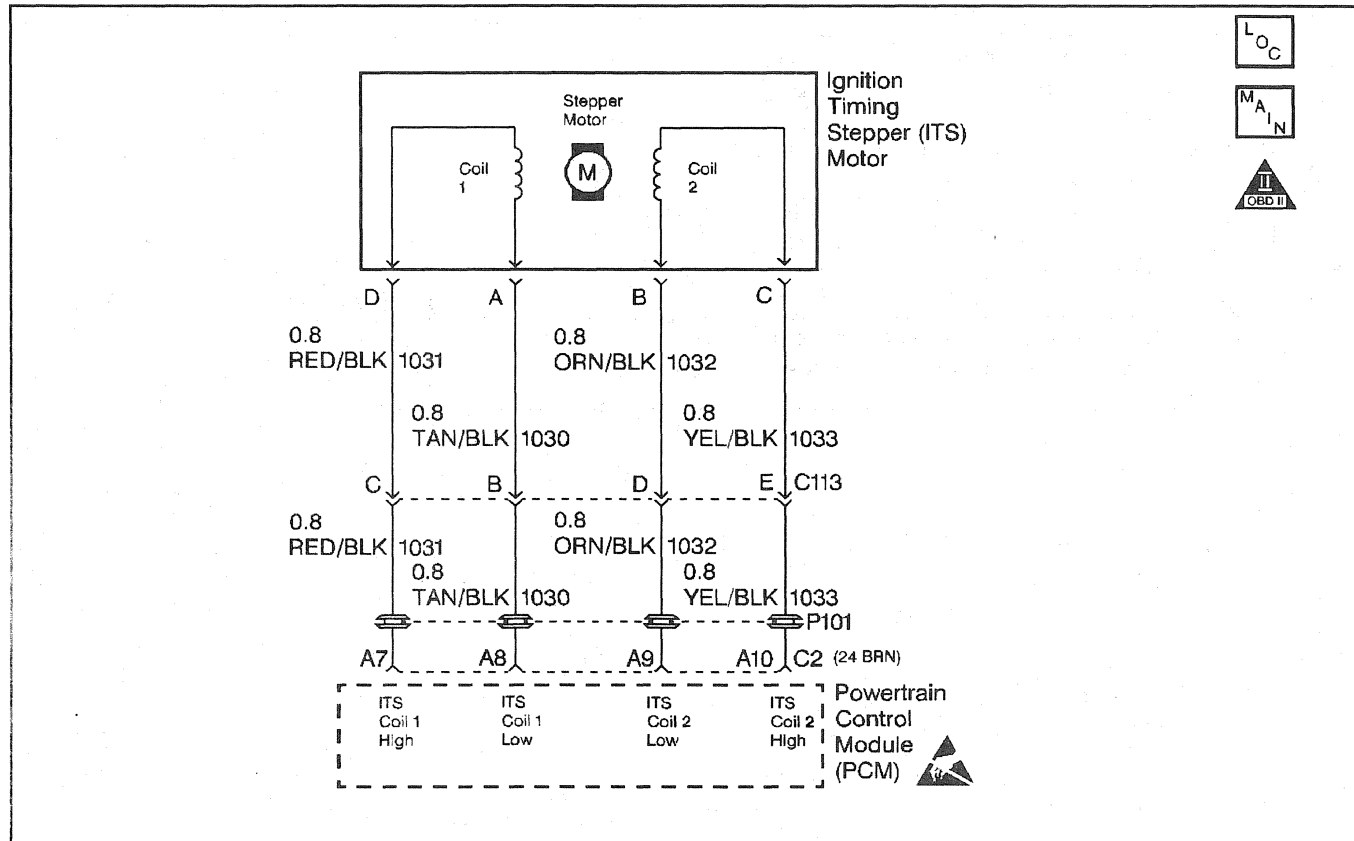 LOC
MAIN
II
OBD II
Ignition
Timing
Stepper (ITS)
Motor
Stepper
Motor
M
Coil
1
Coil
2
D A B C
0.8
RED/BLK 1031
0.8
ORN/BLK 1032
0.8
TAN/BLK 1030
0.8
YEL/BLK 1033
C B D E C113
0.8
RED/BLK 1031
0.8
ORN/BLK 1032
0.8
TAN/BLK 1030
0.8
YEL/BLK 1033
P101
A7 A8 A9 A10 C2 (24 BRN)
ITS
Coil 1
High
ITS
Coil 1
Low
ITS
Coil 2
Low
ITS
Coil 2
High
Powertrain
Control
Module
(PCM)